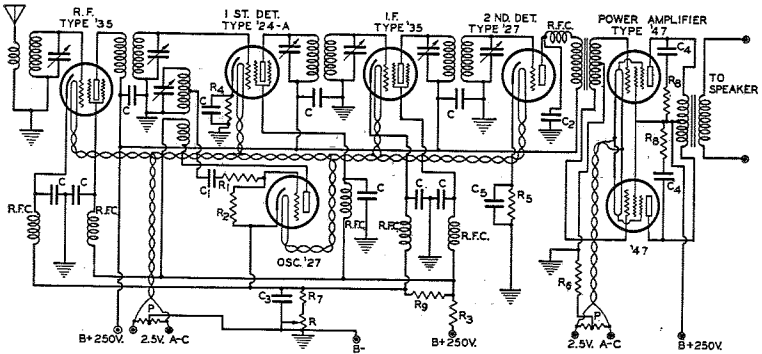 R.F.
TYPE '35
1 ST. DET.
TYPE '24-A
I.F.
TYPE '35
2 ND. DET.
TYPE '27
R.F.C.
POWER AMPLIFIER
TYPE '47
C4
R8
TO
SPEAKER
R4
C
C
C
C
C2
R8
C4
C
C
R.F.C.
R.F.C.
C1
R1
R2
OSC. '27
R.F.C.
C
C
C
R.F.C.
R.F.C.
C5
R5
'47
R6
P
C3
R7
R
R9
R3
P
B+250V.
2.5V. A-C
B-
B+250V.
2.5V. A-C
B+250V.